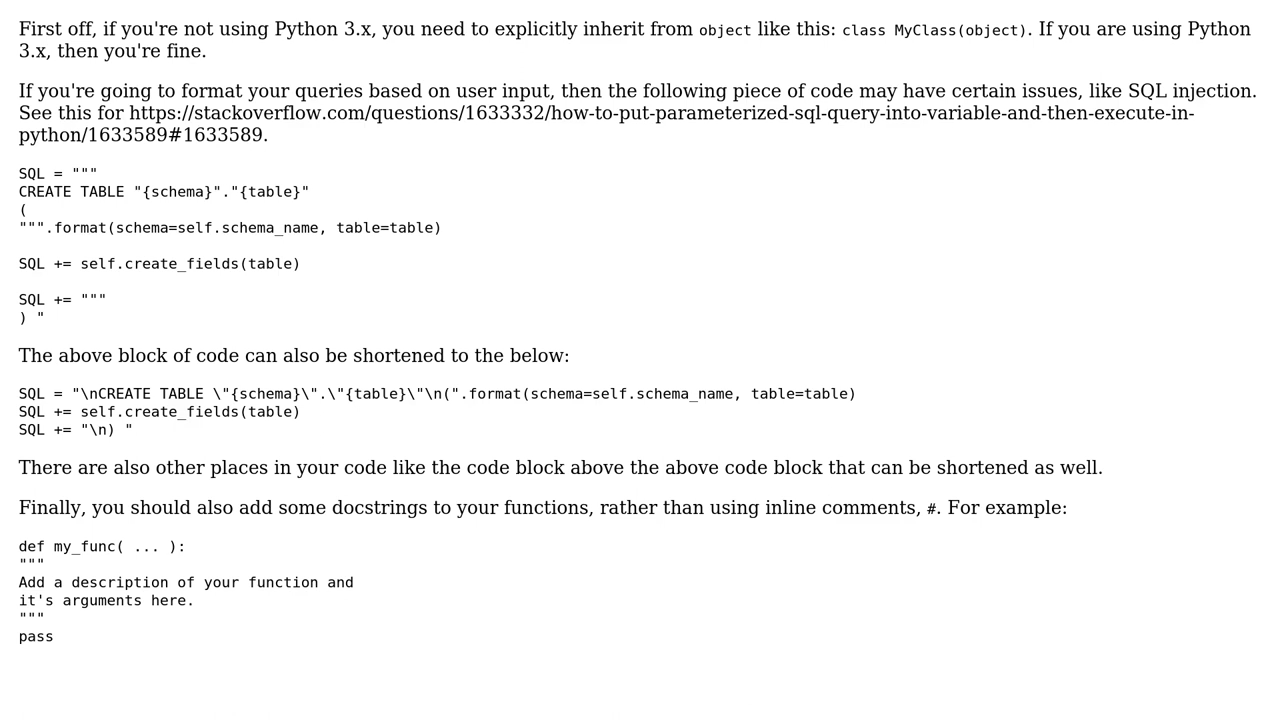 First off, if you're not using Python 3.x, you need to explicitly inherit from object like this: class MyClass(object). If you are using Python
3.x, then you're fine.
If you're going to format your queries based on user input, then the following piece of code may have certain issues, like SQL injection.
See this for https://stackoverflow.com/questions/1633332/how-to-put-parameterized-sql-query-into-variable-and-then-execute-in-
python/1633589#1633589.
SQL = """
CREATE TABLE "{schema}"."{table}"
(
""".format(schema=self.schema_name, table=table)
SQL += self.create_fields(table)
SQL += """
) "
The above block of code can also be shortened to the below:
SQL = "\nCREATE TABLE \"{schema}\".\"{table}\"\n(".format(schema=self.schema_name, table=table)
SQL += self.create_fields(table)
SQL += "\n) "
There are also other places in your code like the code block above the above code block that can be shortened as well.
Finally, you should also add some docstrings to your functions, rather than using inline comments, #. For example:
def my_func( ... ):
"""
Add a description of your function and
it's arguments here.
"""
pass